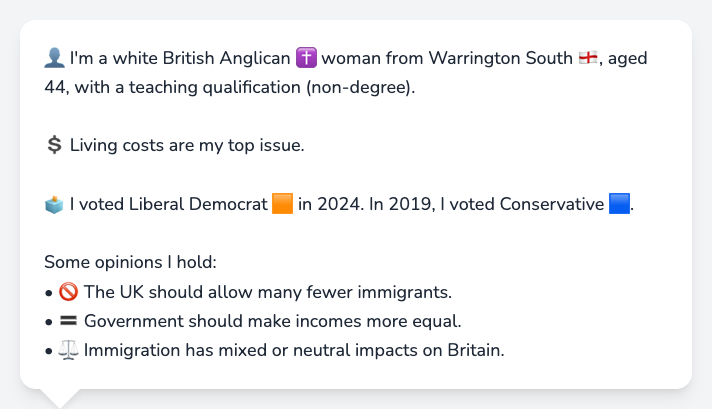 👤 I'm a white British Anglican ✝️ woman from Warrington South 🏴󠁧󠁢󠁥󠁮󠁧󠁿, aged
44, with a teaching qualification (non-degree).
💲 Living costs are my top issue.
🗳️ I voted Liberal Democrat 🟧 in 2024. In 2019, I voted Conservative 🟦.
Some opinions I hold:
• 🚫 The UK should allow many fewer immigrants.
• 🟰 Government should make incomes more equal.
• ⚖️ Immigration has mixed or neutral impacts on Britain.